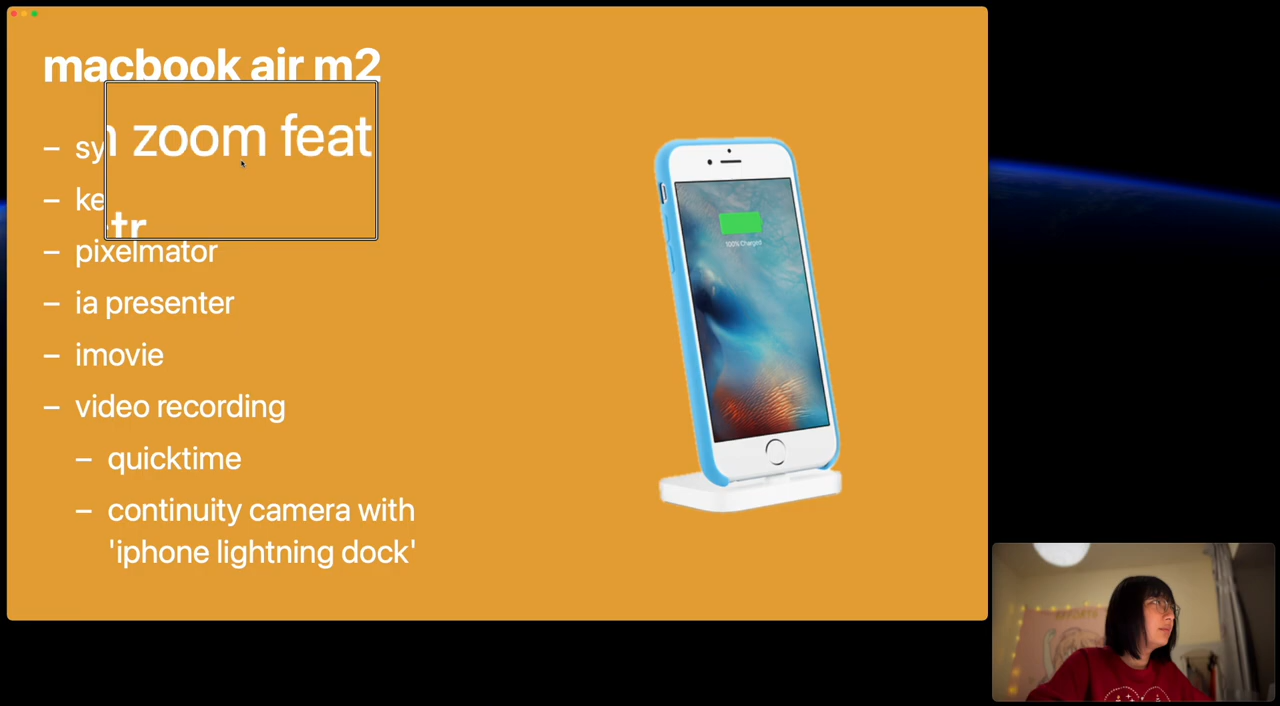 macbook air m2
– sy
n zoom feat
– ke
tr
– pixelmator
– ia presenter
– imovie
– video recording
– quicktime
– continuity camera with
'iphone lightning dock'
100% Charged